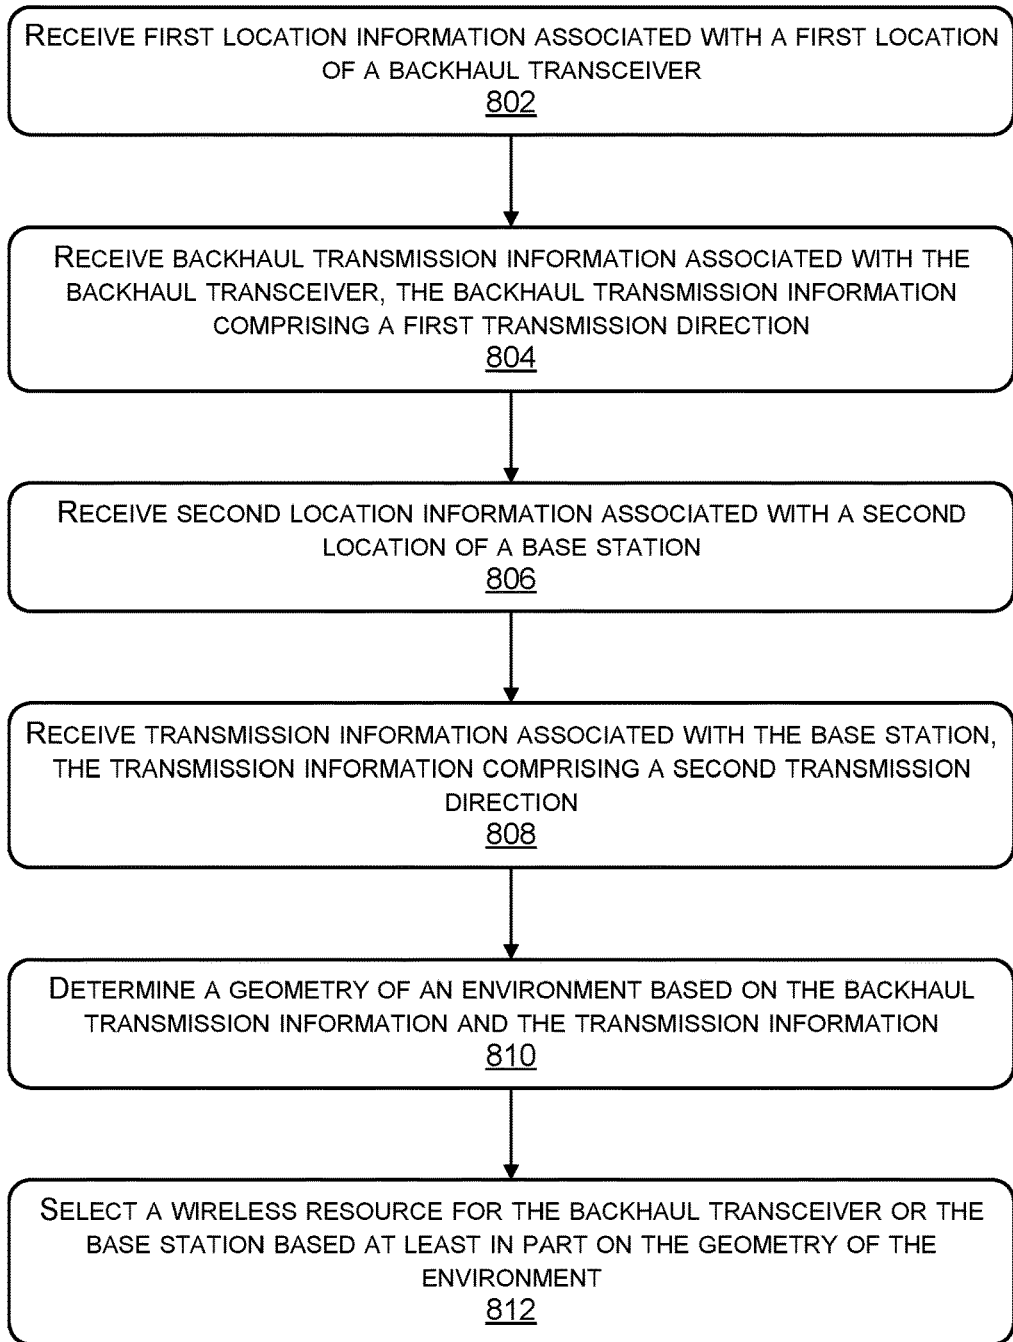 RECEIVE FIRST LOCATION INFORMATION ASSOCIATED WITH A FIRST LOCATION
OF A BACKHAUL TRANSCEIVER
802
RECEIVE BACKHAUL TRANSMISSION INFORMATION ASSOCIATED WITH THE
BACKHAUL TRANSCEIVER, THE BACKHAUL TRANSMISSION INFORMATION
COMPRISING A FIRST TRANSMISSION DIRECTION
804
RECEIVE SECOND LOCATION INFORMATION ASSOCIATED WITH A SECOND
LOCATION OF A BASE STATION
806
RECEIVE TRANSMISSION INFORMATION ASSOCIATED WITH THE BASE STATION,
THE TRANSMISSION INFORMATION COMPRISING A SECOND TRANSMISSION
DIRECTION
808
DETERMINE A GEOMETRY OF AN ENVIRONMENT BASED ON THE BACKHAUL
TRANSMISSION INFORMATION AND THE TRANSMISSION INFORMATION
810
SELECT A WIRELESS RESOURCE FOR THE BACKHAUL TRANSCEIVER OR THE
BASE STATION BASED AT LEAST IN PART ON THE GEOMETRY OF THE
ENVIRONMENT
812